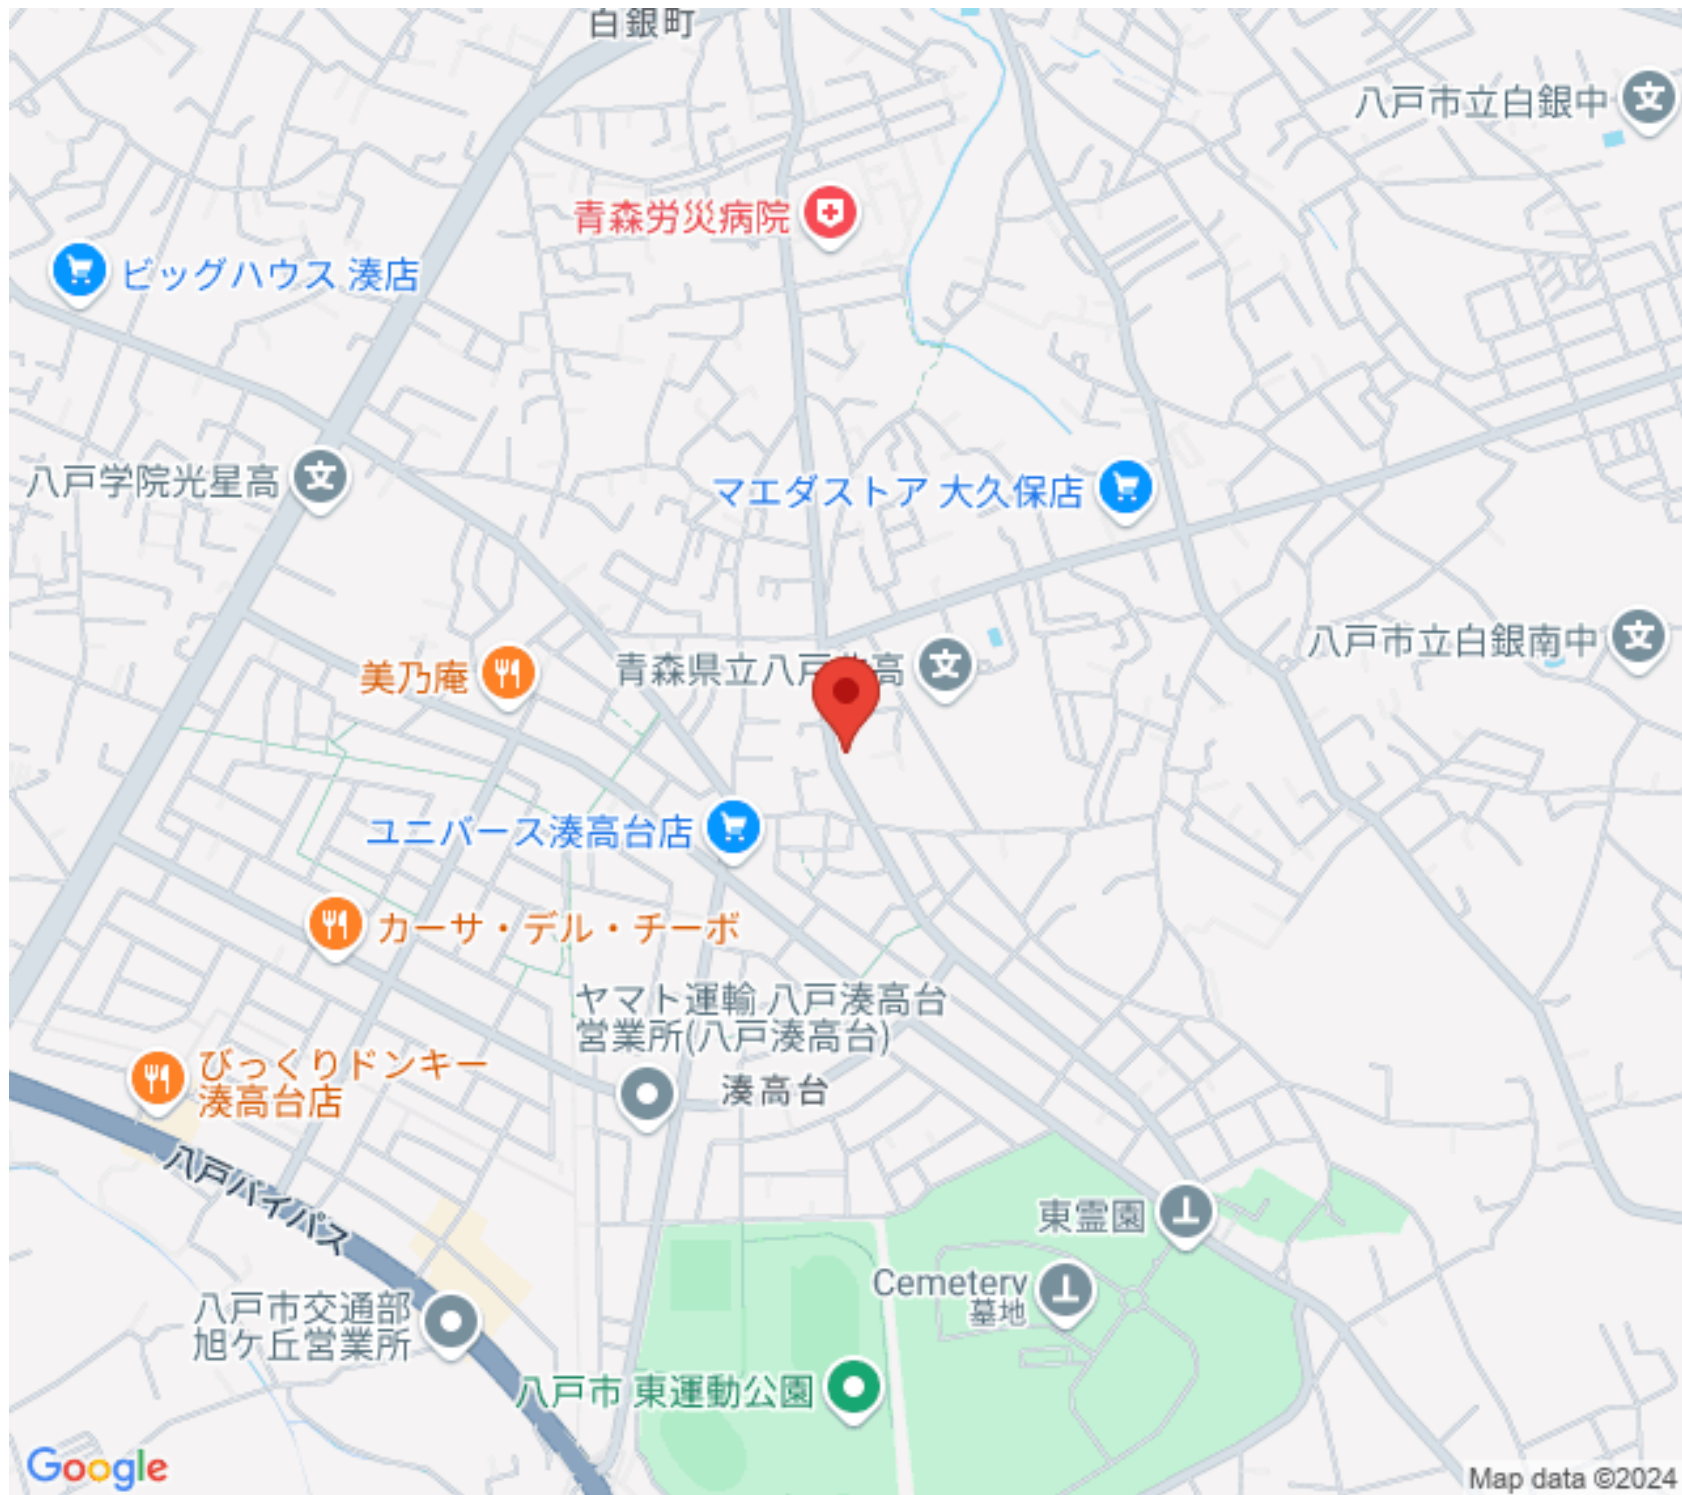 白銀町
八戸市立白銀中
青森労災病院
ビッグハウス 湊店
八戸学院光星高
マエダストア 大久保店
八戸市立白銀南中
青森県立八戸
高
美乃庵
ユニバース湊高台店
カーサ・デル・チーボ
ヤマト運輸 八戸湊高台
営業所(八戸湊高台)
びっくりドンキー
湊高台店
湊高台
八戸バイパス
東霊園
Cemetery
墓地
八戸市交通部
旭ケ丘営業所
八戸市 東運動公園
Google
Map data ©2024